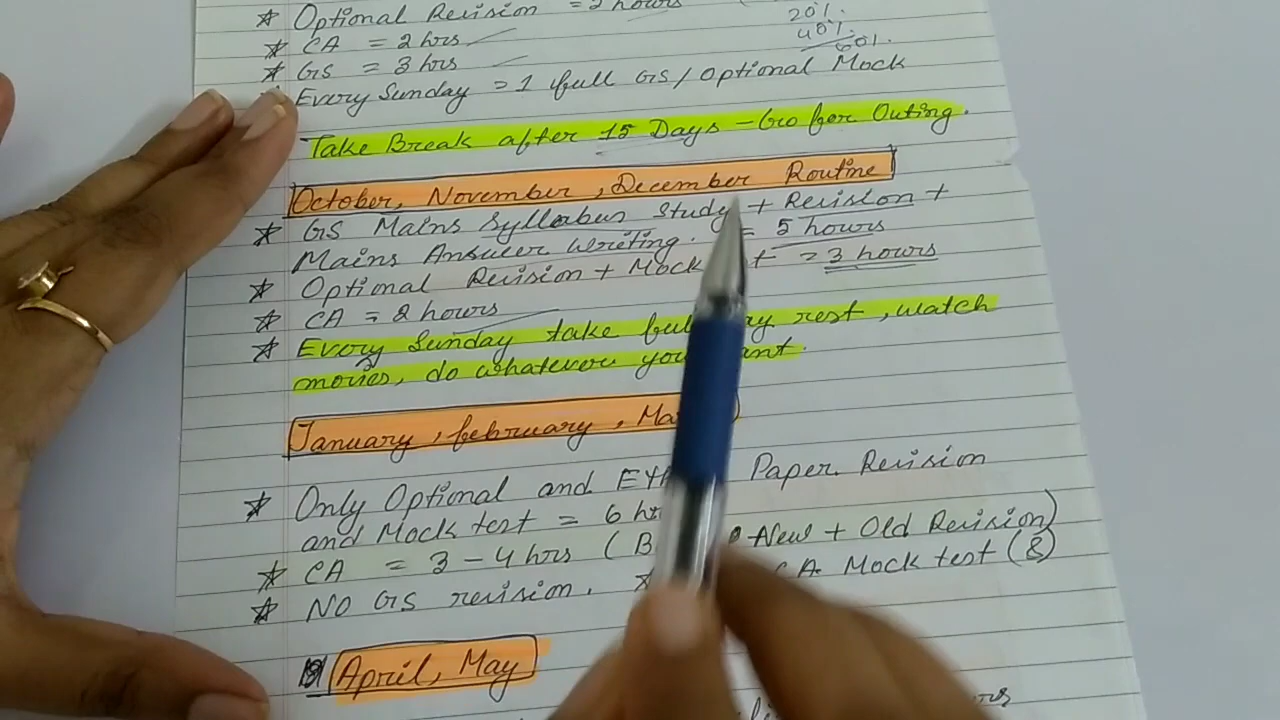 * Optional Revision = 2 hours
20%.
* CA = 2 hrs
40%.
60%.
* GS = 3 hrs
* Every Sunday = 1 full GS/Optional Mock
Take Break after 15 Days - Go for Outing.
October, November, December Routine
* GS Mains Syllabus Study + Revision +
Mains Answer Writing. = 5 hours
* Optional Revision + Mock = 3 hours
* CA = 2 hours
* Every Sunday take rest, watch
movies, do whatever you
January, february,
* Only Optional and Paper Revision
and Mock test = 6
* CA = 3 - 4 hrs ( New + Old Revision)
* NO GS revision. * CA Mock test (&)
April, May